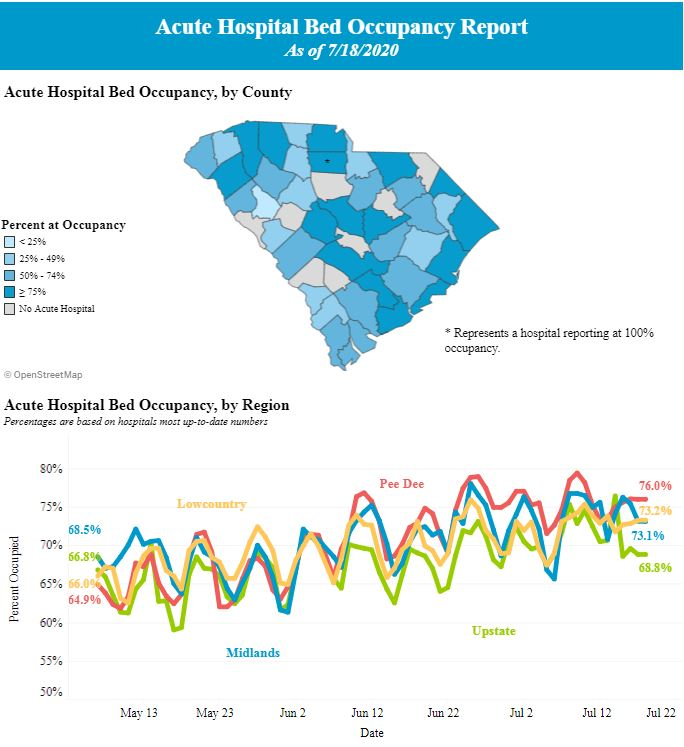 Acute Hospital Bed Occupancy Report
As of 7/18/2020
Acute Hospital Bed Occupancy, by County
*
Percent at Occupancy
< 25%
25% - 49%
50% - 74%
≥ 75%
No Acute Hospital
* Represents a hospital reporting at 100%
occupancy.
© OpenStreetMap
Acute Hospital Bed Occupancy, by Region
Percentages are based on hospitals most up-to-date numbers
80%
75%
70%
65%
60%
55%
50%
Percent Occupied
68.5%
66.8%
66.0%
64.9%
Lowcountry
Pee Dee
Midlands
Upstate
76.0%
73.2%
73.1%
68.8%
May 13
May 23
Jun 2
Jun 12
Jun 22
Jul 2
Jul 12
Jul 22
Date